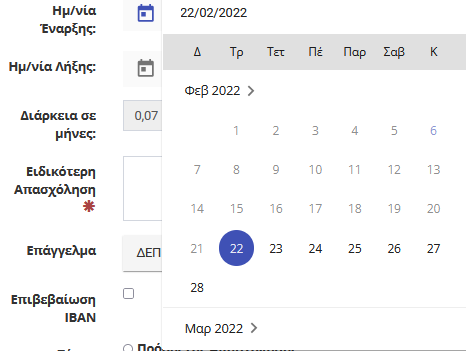 Ημ/νία
Έναρξης:
22/02/2022
Δ Τρ Τετ Πέ Παρ Σαβ Κ
Ημ/νία Λήξης:
Φεβ 2022
Διάρκεια σε
μήνες:
0,07
1 2 3 4 5 6
Ειδικότερη
Απασχόληση
7 8 9 10 11 12 13
14 15 16 17 18 19 20
Επάγγελμα
ΔΕΠ
21 22 23 24 25 26 27
Επιβεβαίωση
IBAN
28
Μαρ 2022